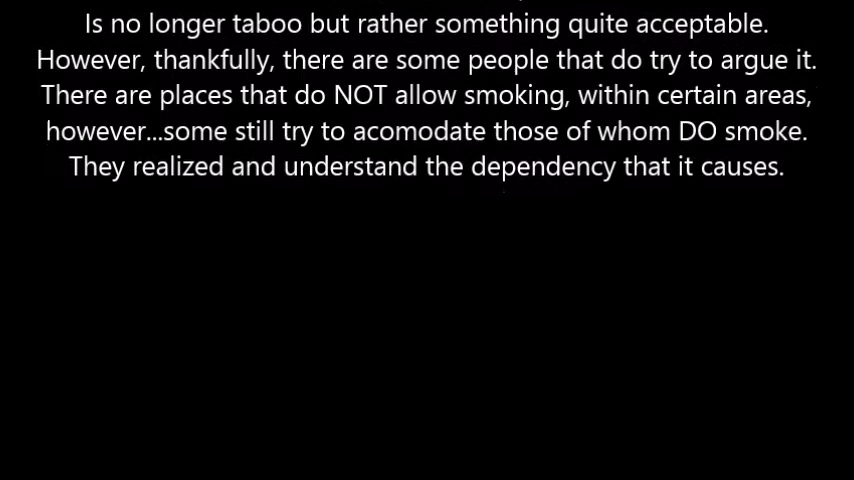 Is no longer taboo but rather something quite acceptable.
However, thankfully, there are some people that do try to argue it.
There are places that do NOT allow smoking, within certain areas,
however...some still try to acomodate those of whom DO smoke.
They realized and understand the dependency that it causes.